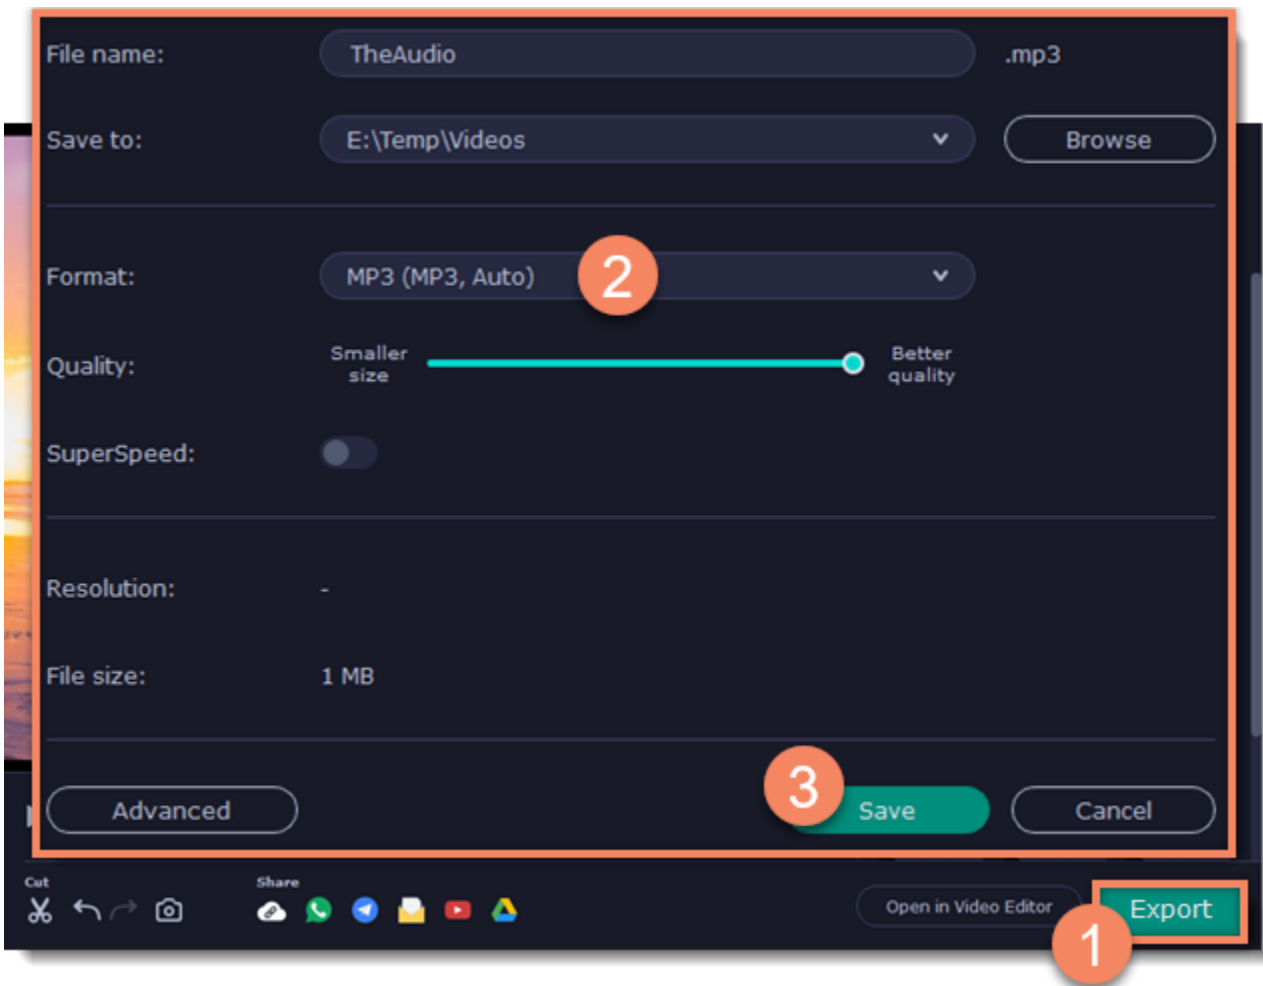 File name:
TheAudio
.mp3
Save to:
E:\Temp\Videos
Browse
Format:
MP3 (MP3, Auto)
2
Quality:
Smaller
size
Better
quality
SuperSpeed:
Resolution:
-
File size:
1 MB
Advanced
3
Save
Cancel
Cut
Share
Open in Video Editor
1
Export